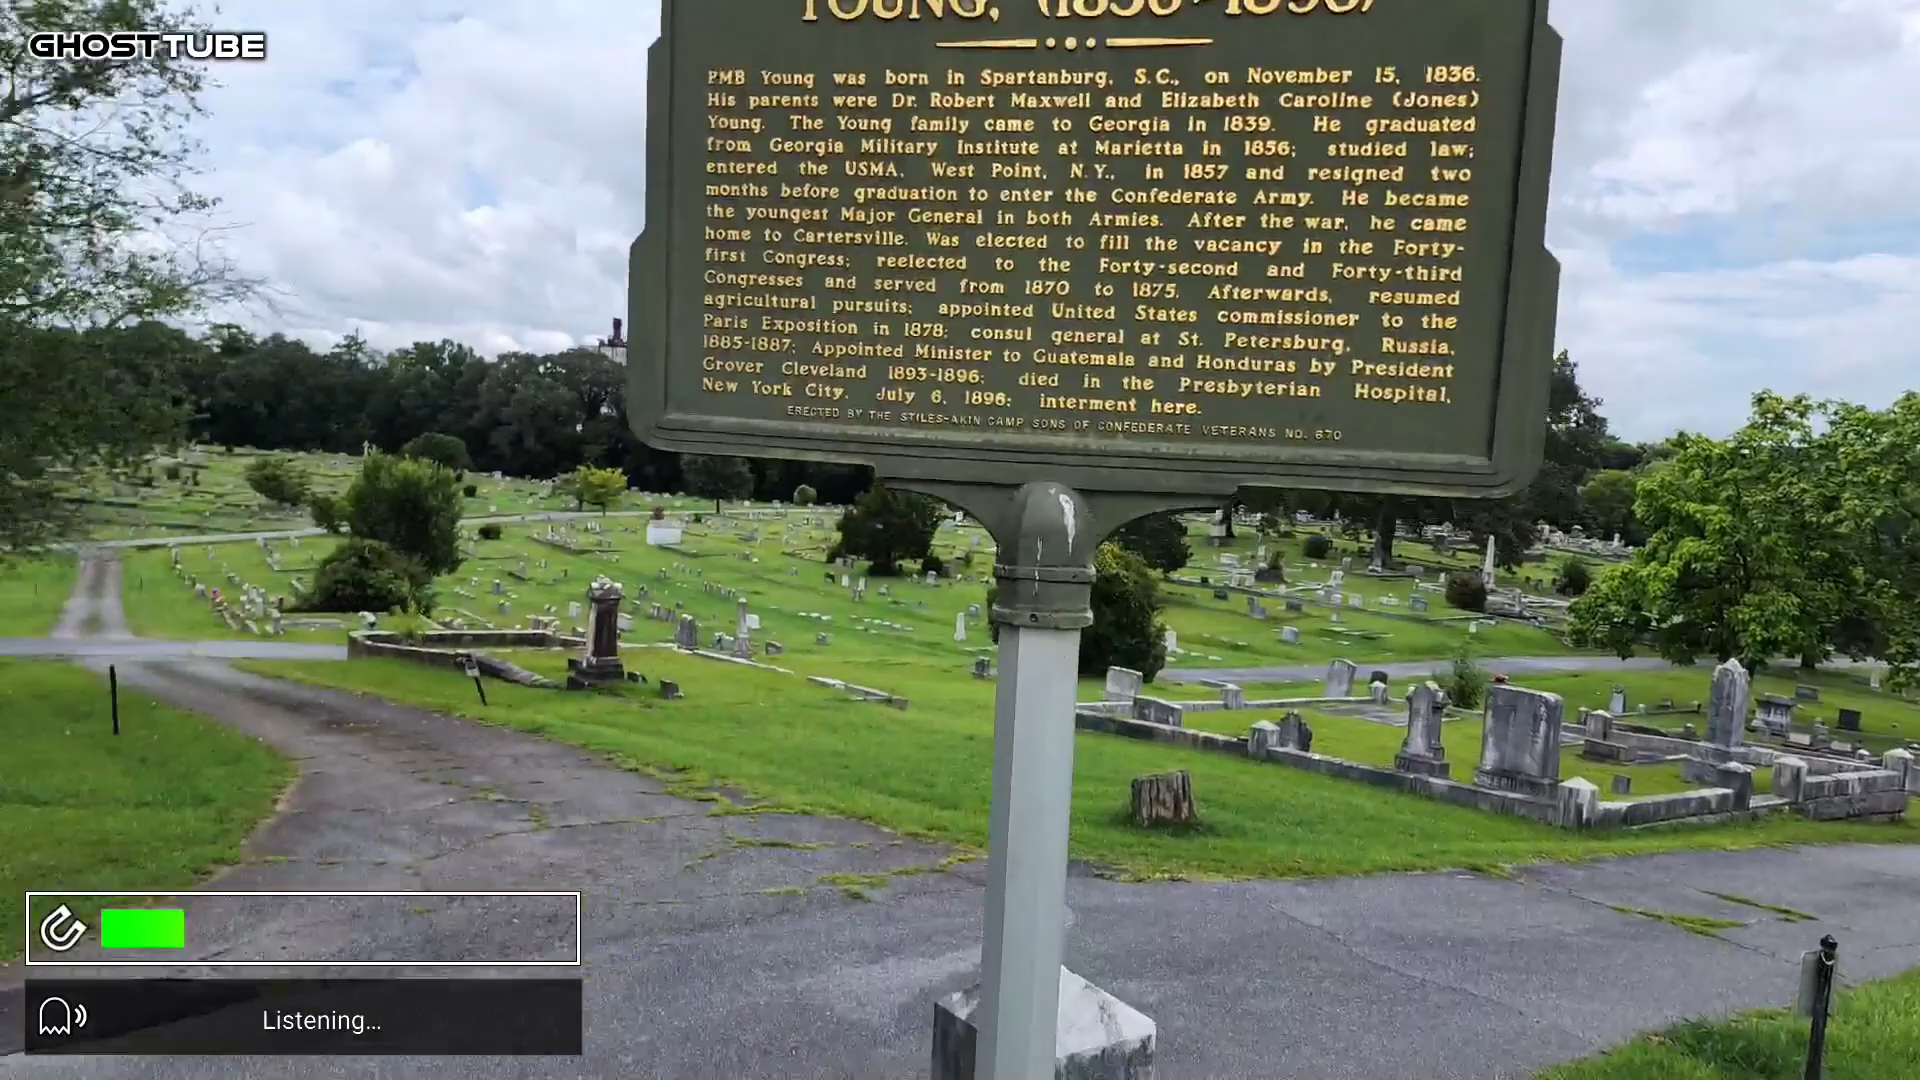 GHOSTTUBE
YOUNG, (1836-1896)
PMB Young was born in Spartanburg, S.C., on November 15, 1836.
His parents were Dr. Robert Maxwell and Elizabeth Caroline (Jones)
Young. The Young family came to Georgia in 1839. He graduated
from Georgia Military Institute at Marietta in 1856; studied law;
entered the USMA, West Point, N.Y., in 1857 and resigned two
months before graduation to enter the Confederate Army. He became
the youngest Major General in both Armies. After the war, he came
home to Cartersville. Was elected to fill the vacancy in the Forty-
first Congress; reelected to the Forty-second and Forty-third
Congresses and served from 1870 to 1875. Afterwards, resumed
agricultural pursuits; appointed United States commissioner to the
Paris Exposition in 1878; consul general at St. Petersburg, Russia,
1885-1887; Appointed Minister to Guatemala and Honduras by President
Grover Cleveland 1893-1896; died in the Presbyterian Hospital,
New York City, July 6, 1896; interment here.
ERECTED BY THE STILES-AKIN CAMP SONS OF CONFEDERATE VETERANS NO. 670
Listening...